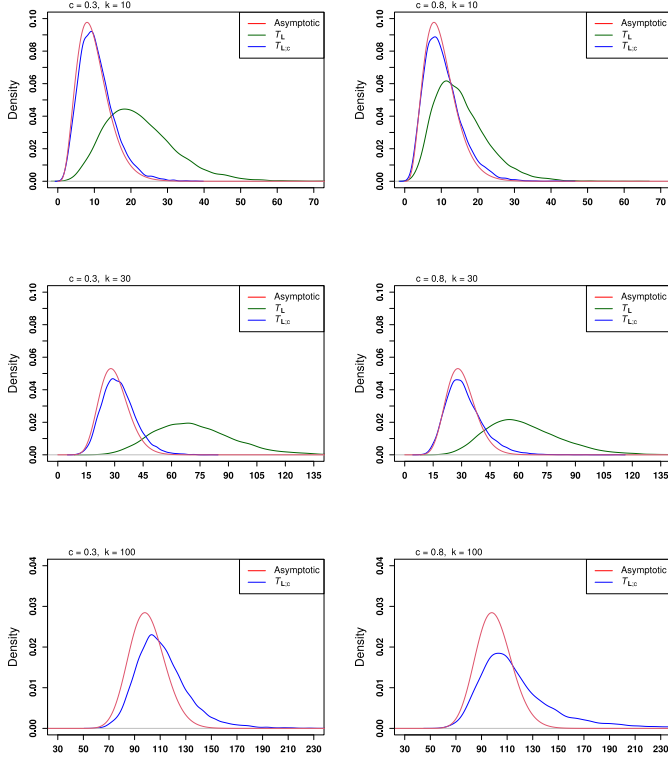 c = 0.3,  k = 10
Density
0.00 0.02 0.04 0.06 0.08 0.10
0 10 20 30 40 50 60 70
Asymptotic
T_L
T_L;c
c = 0.8,  k = 10
Density
0.00 0.02 0.04 0.06 0.08 0.10
0 10 20 30 40 50 60 70
Asymptotic
T_L
T_L;c
c = 0.3,  k = 30
Density
0.00 0.02 0.04 0.06 0.08 0.10
0 15 30 45 60 75 90 105 120 135
Asymptotic
T_L
T_L;c
c = 0.8,  k = 30
Density
0.00 0.02 0.04 0.06 0.08 0.10
0 15 30 45 60 75 90 105 120 135
Asymptotic
T_L
T_L;c
c = 0.3,  k = 100
Density
0.00 0.01 0.02 0.03 0.04
30 50 70 90 110 130 150 170 190 210 230
Asymptotic
T_L;c
c = 0.8,  k = 100
Density
0.00 0.01 0.02 0.03 0.04
30 50 70 90 110 130 150 170 190 210 230
Asymptotic
T_L;c